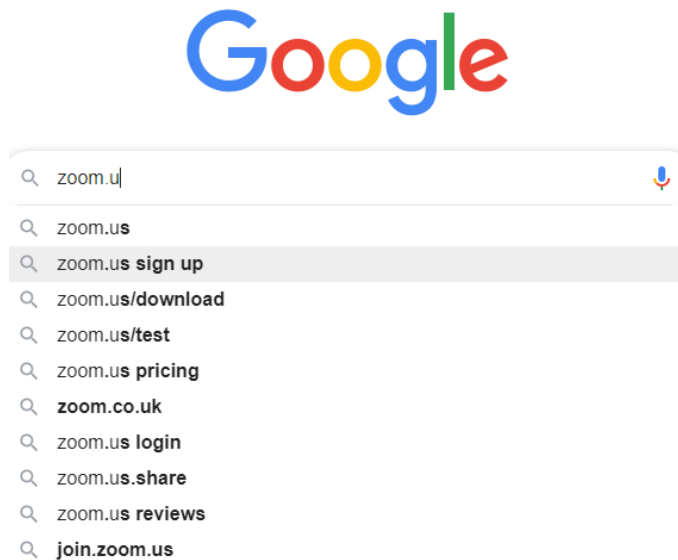 Google
zoom.u
zoom.us
zoom.us sign up
zoom.us/download
zoom.us/test
zoom.us pricing
zoom.co.uk
zoom.us login
zoom.us.share
zoom.us reviews
join.zoom.us